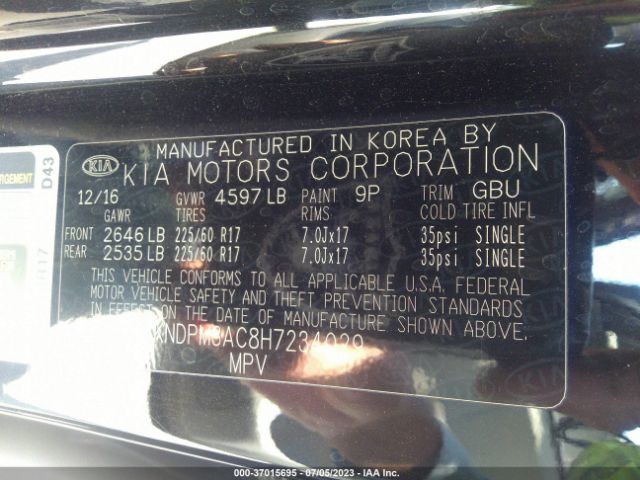 MANUFACTURED IN KOREA BY
KIA KIA MOTORS CORPORATION
12/16 GVWR 4597 LB PAINT 9P TRIM GBU
GAWR TIRES RIMS COLD TIRE INFL
FRONT 2646 LB 225/60 R17 7.0Jx17 35psi SINGLE
REAR 2535 LB 225/60 R17 7.0Jx17 35psi SINGLE
THIS VEHICLE CONFORMS TO ALL APPLICABLE U.S.A. FEDERAL
MOTOR VEHICLE SAFETY AND THEFT PREVENTION STANDARDS
IN EFFECT ON THE DATE OF MANUFACTURE SHOWN ABOVE.
MPV
D43
R17
000-37015695 - 07/05/2023 - IAA Inc.